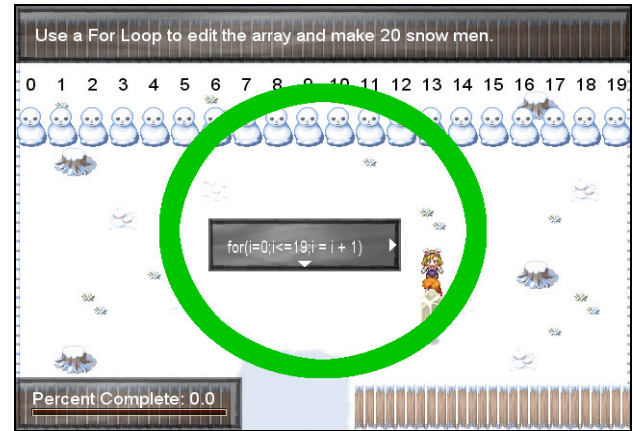 Use a For Loop to edit the array and make 20 snow men.
0 1 2 3 4 5 6 7 8 9 10 11 12 13 14 15 16 17 18 19
for(i=0;i<=19;i = i + 1)
Percent Complete: 0.0